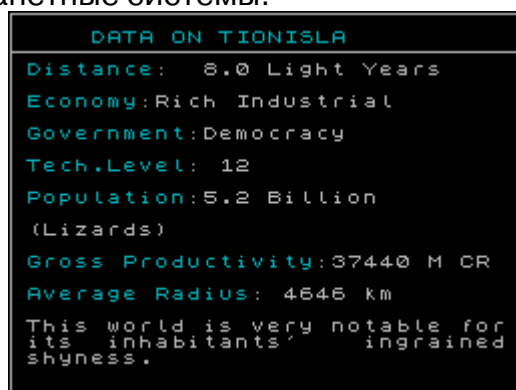 планетные системы.
DATA ON TIONISLA
Distance: 8.0 Light Years
Economy:Rich Industrial
Government:Democracy
Tech.Level: 12
Population:5.2 Billion
(Lizards)
Gross Productivity:37440 M CR
Average Radius: 4646 km
This world is very notable for
its inhabitants' ingrained
shyness.